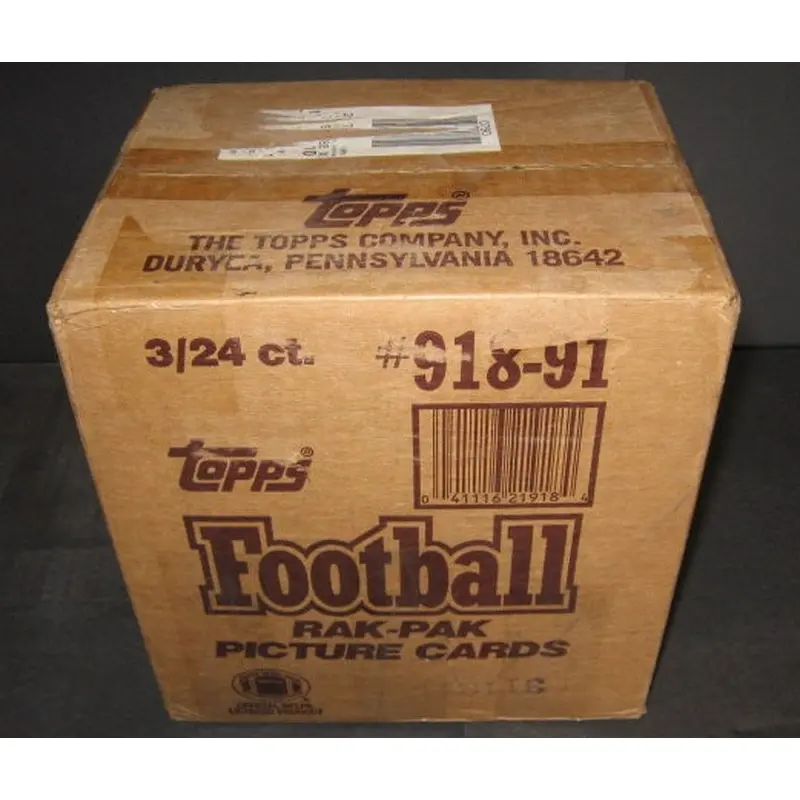 topps®
THE TOPPS COMPANY, INC.
DURYEA, PENNSYLVANIA 18642
3/24 ct. #918-91
topps®
0 41116 21918 4
Football
RAK-PAK
PICTURE CARDS